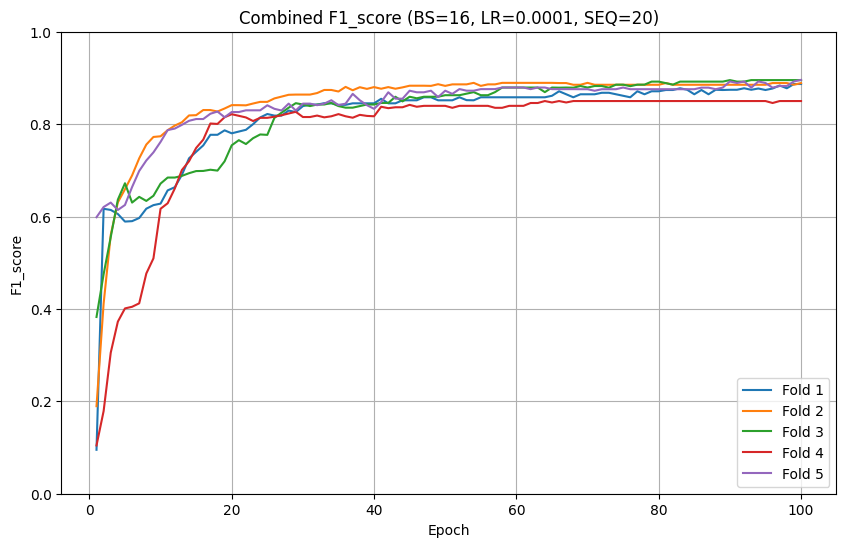 Combined F1_score (BS=16, LR=0.0001, SEQ=20)
F1_score
1.0
0.8
0.6
0.4
0.2
0.0
0
20
40
60
80
100
Epoch
Fold 1
Fold 2
Fold 3
Fold 4
Fold 5